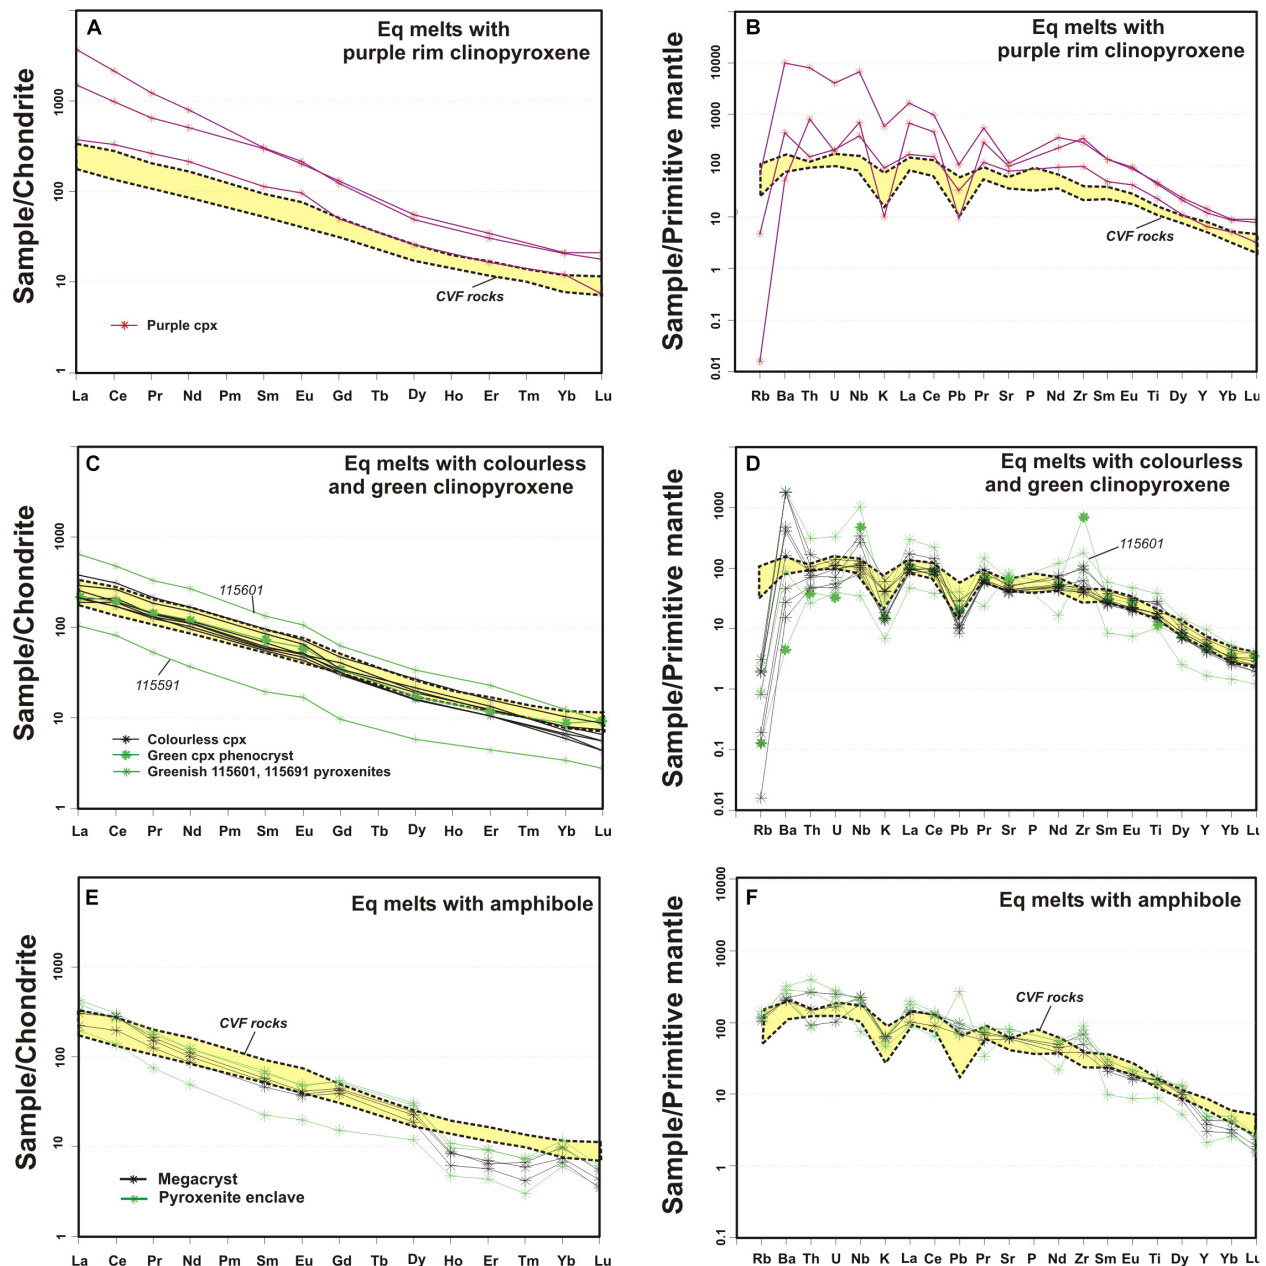 A
Eq melts with
purple rim clinopyroxene
Sample/Chondrite
1000
100
10
1
CVF rocks
Purple cpx
La Ce Pr Nd Pm Sm Eu Gd Tb Dy Ho Er Tm Yb Lu
B
Eq melts with
purple rim clinopyroxene
Sample/Primitive mantle
10000
1000
100
10
1
0.1
0.01
CVF rocks
Rb Ba Th U Nb K La Ce Pb Pr Sr P Nd Zr Sm Eu Ti Dy Y Yb Lu
C
Eq melts with colourless
and green clinopyroxene
Sample/Chondrite
1000
100
10
1
115601
115591
Colourless cpx
Green cpx phenocryst
Greenish 115601, 115691 pyroxenites
La Ce Pr Nd Pm Sm Eu Gd Tb Dy Ho Er Tm Yb Lu
D
Eq melts with colourless
and green clinopyroxene
Sample/Primitive mantle
1000
100
10
1
0.1
0.01
115601
Rb Ba Th U Nb K La Ce Pb Pr Sr P Nd Zr Sm Eu Ti Dy Y Yb Lu
E
Eq melts with amphibole
Sample/Chondrite
1000
100
10
1
CVF rocks
Megacryst
Pyroxenite enclave
La Ce Pr Nd Pm Sm Eu Gd Tb Dy Ho Er Tm Yb Lu
F
Eq melts with amphibole
Sample/Primitive mantle
10000
1000
100
10
1
0.1
CVF rocks
Rb Ba Th U Nb K La Ce Pb Pr Sr P Nd Zr Sm Eu Ti Dy Y Yb Lu